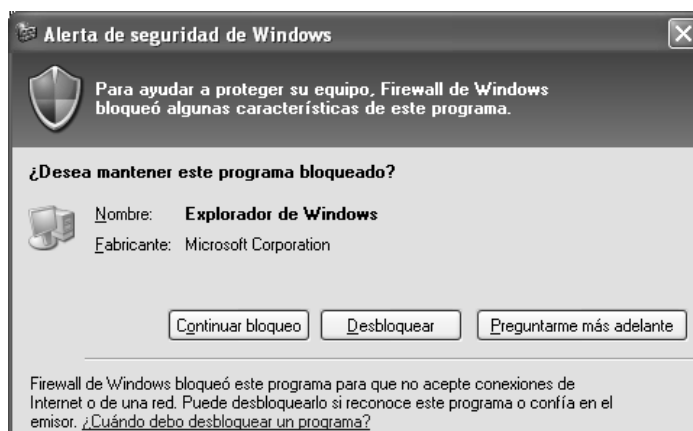 Alerta de seguridad de Windows
Para ayudar a proteger su equipo, Firewall de Windows
bloqueó algunas características de este programa.
¿Desea mantener este programa bloqueado?
Nombre: Explorador de Windows
Fabricante: Microsoft Corporation
Continuar bloqueo Desbloquear Preguntarme más adelante
Firewall de Windows bloqueó este programa para que no acepte conexiones de
Internet o de una red. Puede desbloquearlo si reconoce este programa o confía en el
emisor. ¿Cuándo debo desbloquear un programa?